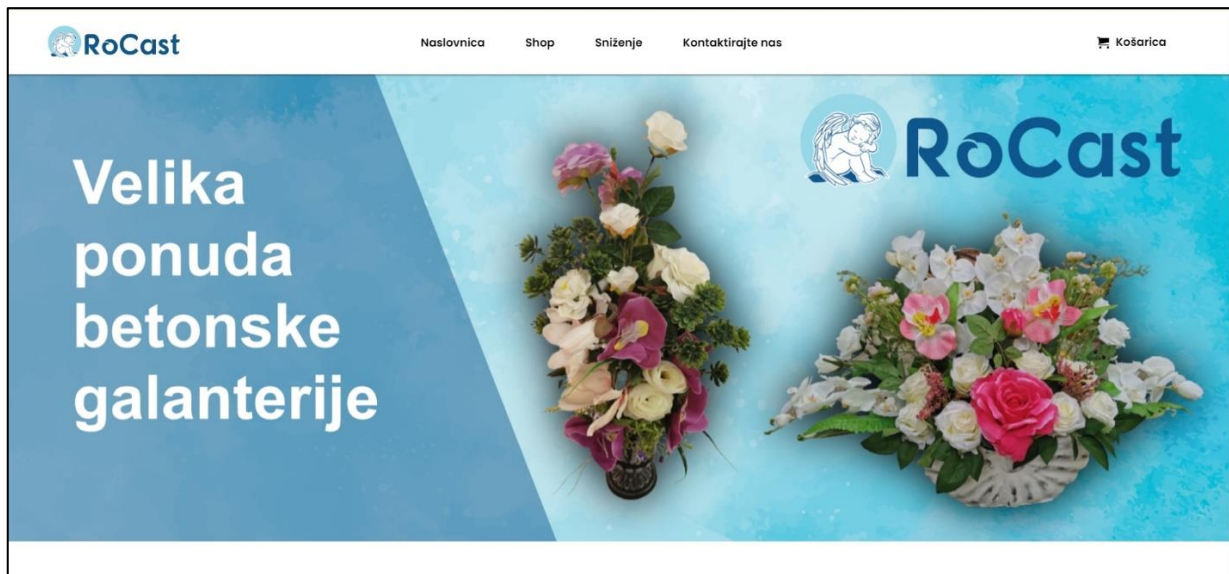 RoCast
Naslovnica Shop Sniženje Kontaktirajte nas Košarica
RoCast
Velika
ponuda
betonske
galanterije